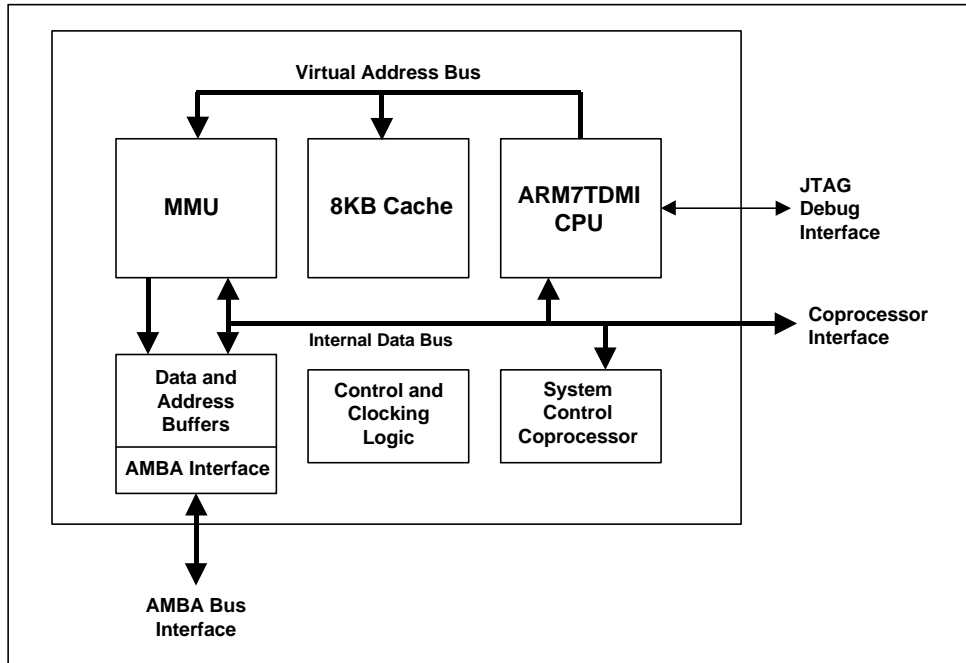 Virtual Address Bus
MMU
8KB Cache
ARM7TDMI
CPU
JTAG
Debug
Interface
Internal Data Bus
Coprocessor
Interface
Data and
Address
Buffers
AMBA Interface
Control and
Clocking
Logic
System
Control
Coprocessor
AMBA Bus
Interface